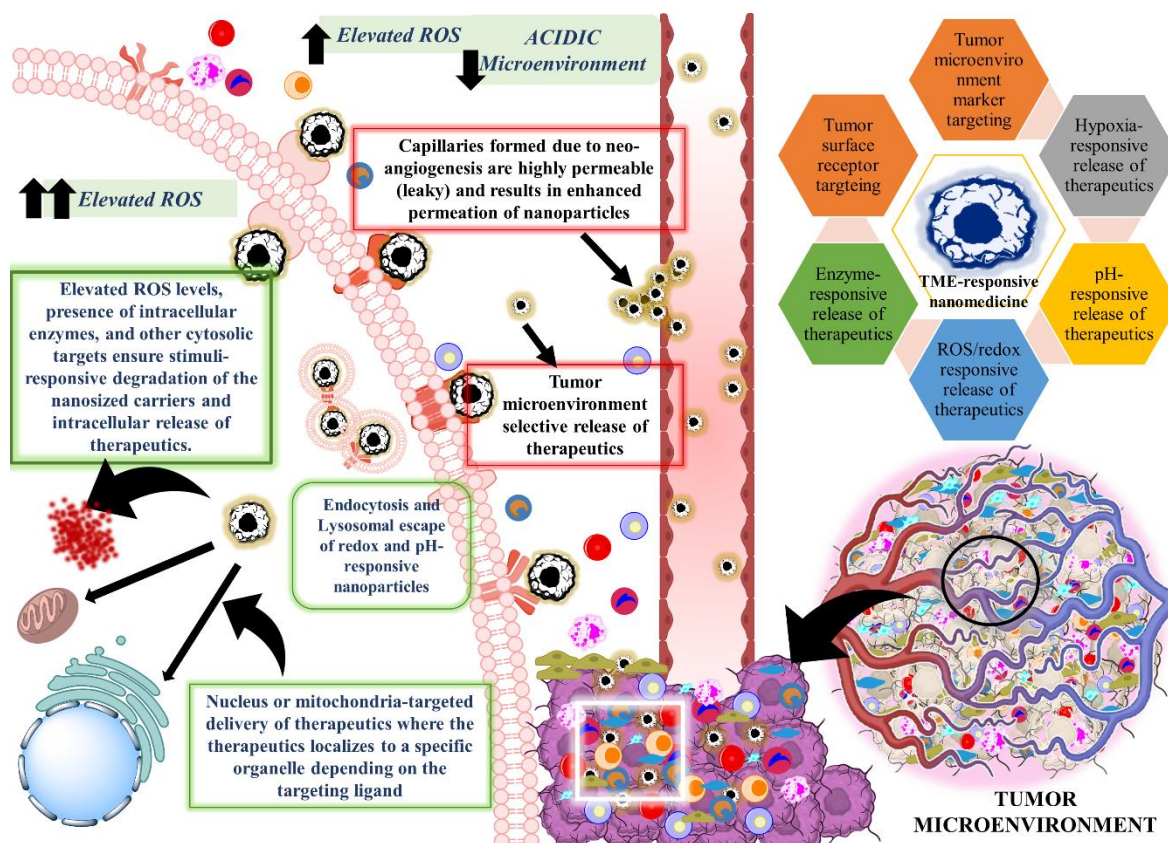 Elevated ROS
ACIDIC
Microenvironment
Elevated ROS
Capillaries formed due to neo-
angiogenesis are highly permeable
(leaky) and results in enhanced
permeation of nanoparticles
Elevated ROS levels,
presence of intracellular
enzymes, and other cytosolic
targets ensure stimuli-
responsive degradation of the
nanosized carriers and
intracellular release of
therapeutics.
Tumor
microenvironment
selective release of
therapeutics
Endocytosis and
Lysosomal escape
of redox and pH-
responsive
nanoparticles
Nucleus or mitochondria-targeted
delivery of therapeutics where the
therapeutics localizes to a specific
organelle depending on the
targeting ligand
Tumor
microenviro
nment
marker
targeting
Tumor
surface
receptor
targteing
Hypoxia-
responsive
release of
therapeutics
TME-responsive
nanomedicine
Enzyme-
responsive
release of
therapeutics
pH-
responsive
release of
therapeutics
ROS/redox
responsive
release of
therapeutics
TUMOR
MICROENVIRONMENT